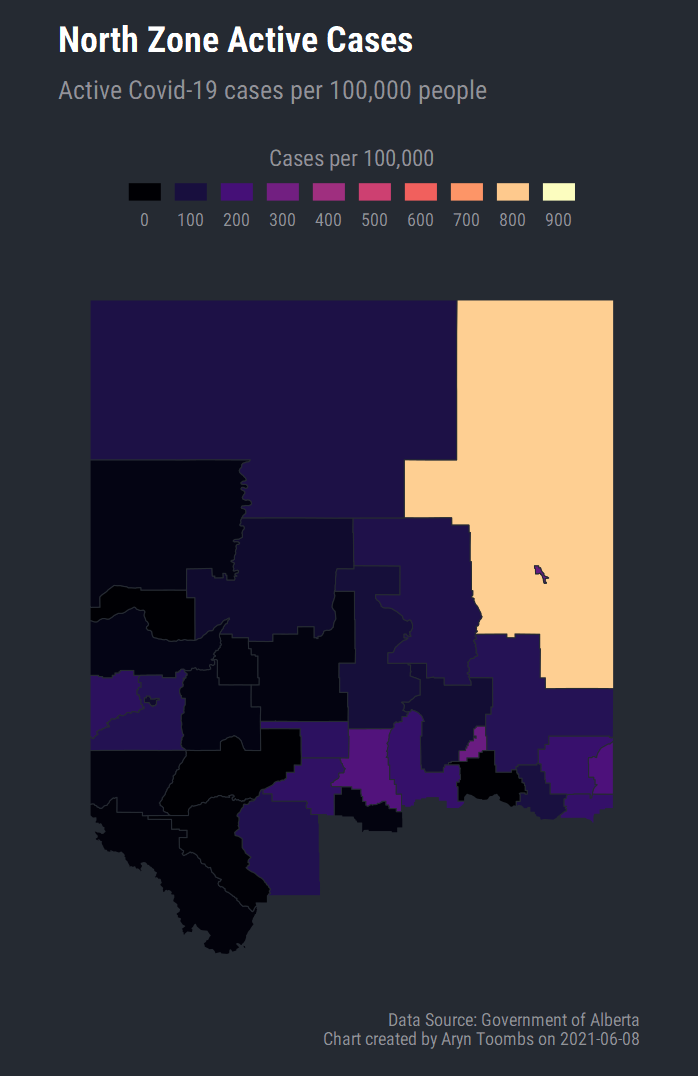 North Zone Active Cases
Active Covid-19 cases per 100,000 people
Cases per 100,000
0 100 200 300 400 500 600 700 800 900
Data Source: Government of Alberta
Chart created by Aryn Toombs on 2021-06-08